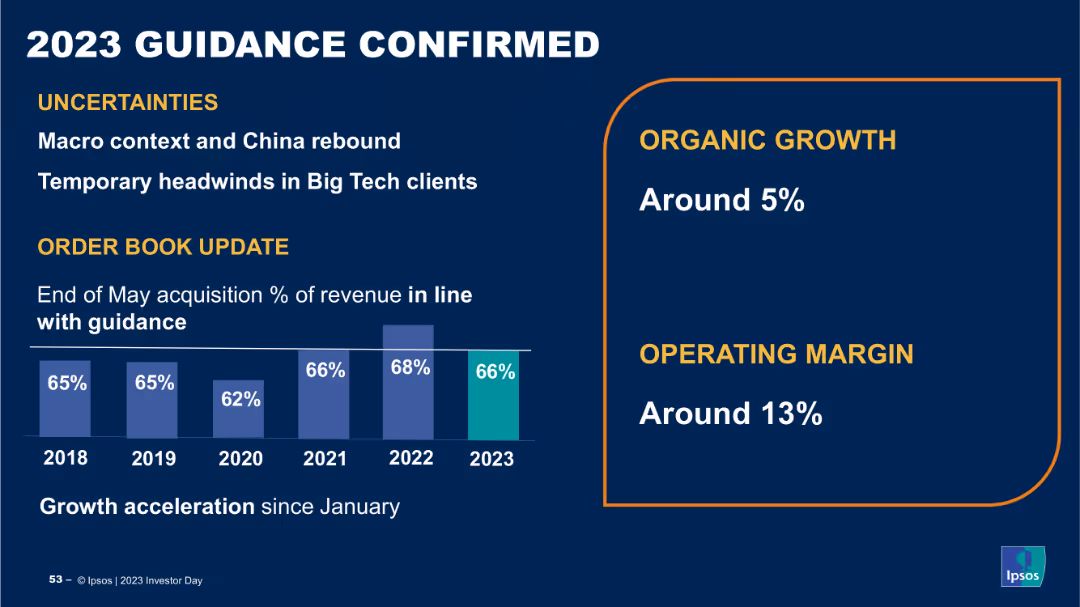 2023 GUIDANCE CONFIRMED
UNCERTAINTIES
Macro context and China rebound
Temporary headwinds in Big Tech clients
ORDER BOOK UPDATE
End of May acquisition % of revenue in line
with guidance
65%
65%
62%
66%
68%
66%
2018
2019
2020
2021
2022
2023
Growth acceleration since January
ORGANIC GROWTH
Around 5%
OPERATING MARGIN
Around 13%
53 – © Ipsos | 2023 Investor Day
Ipsos